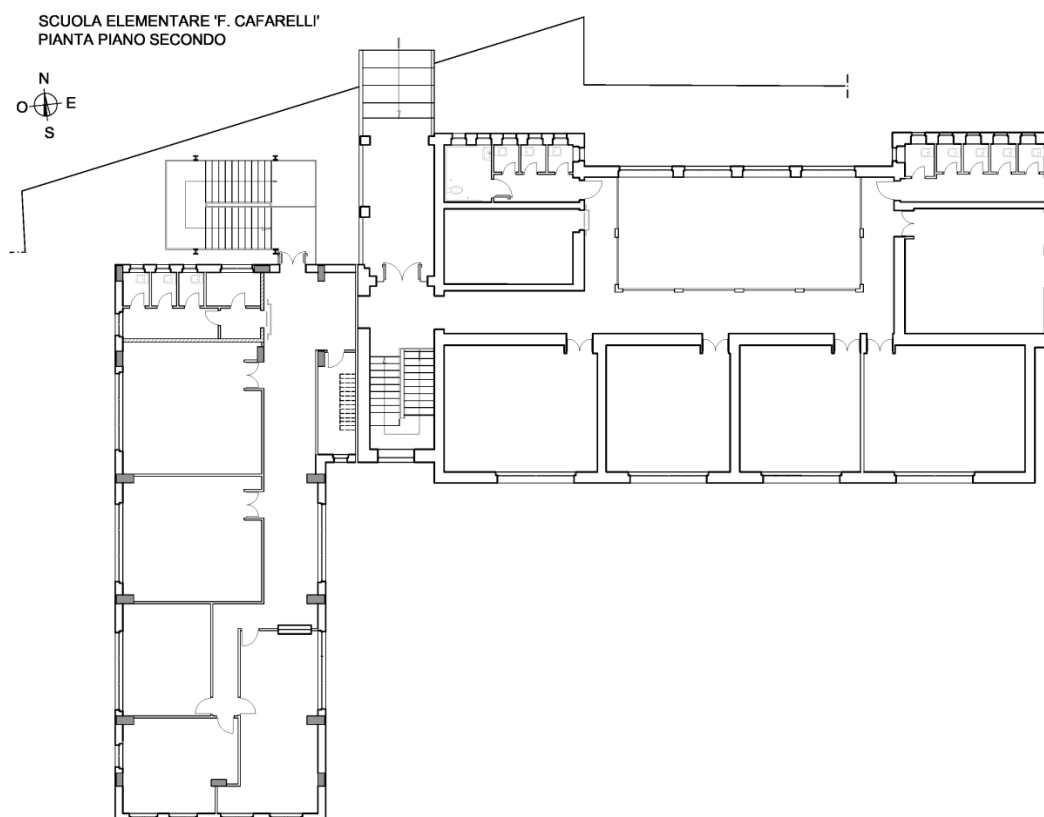 SCUOLA ELEMENTARE 'F. CAFARELLI'
PIANTA PIANO SECONDO
N
O E
S